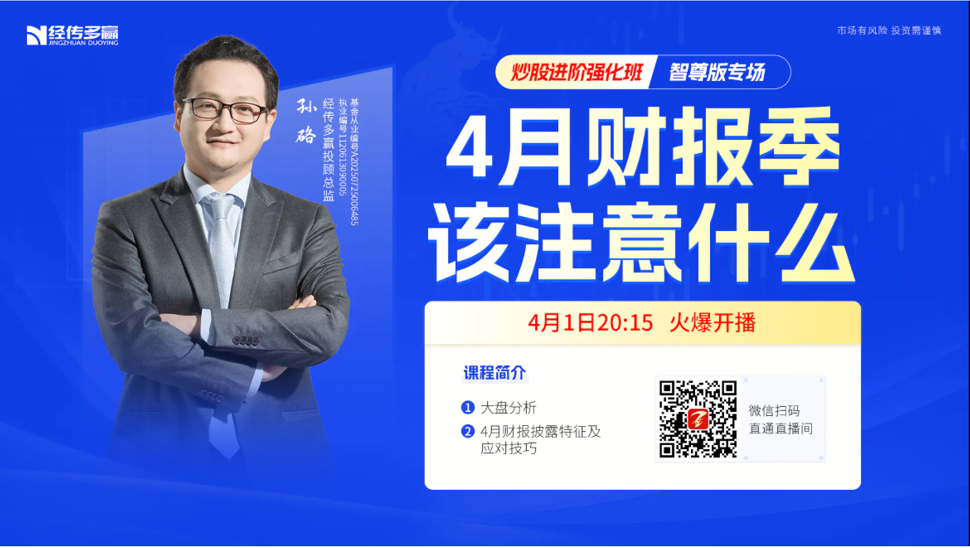 经传多赢
JINGZHUAN DUOYING
市场有风险 投资需谨慎
炒股进阶强化班
智尊版专场
4月财报季
该注意什么
孙硌
经传多赢投顾总监
执业编号1120613090005
基金从业编号A20250725006485
4月1日20:15 火爆开播
课程简介
1 大盘分析
2 4月财报披露特征及
应对技巧
微信扫码
直通直播间